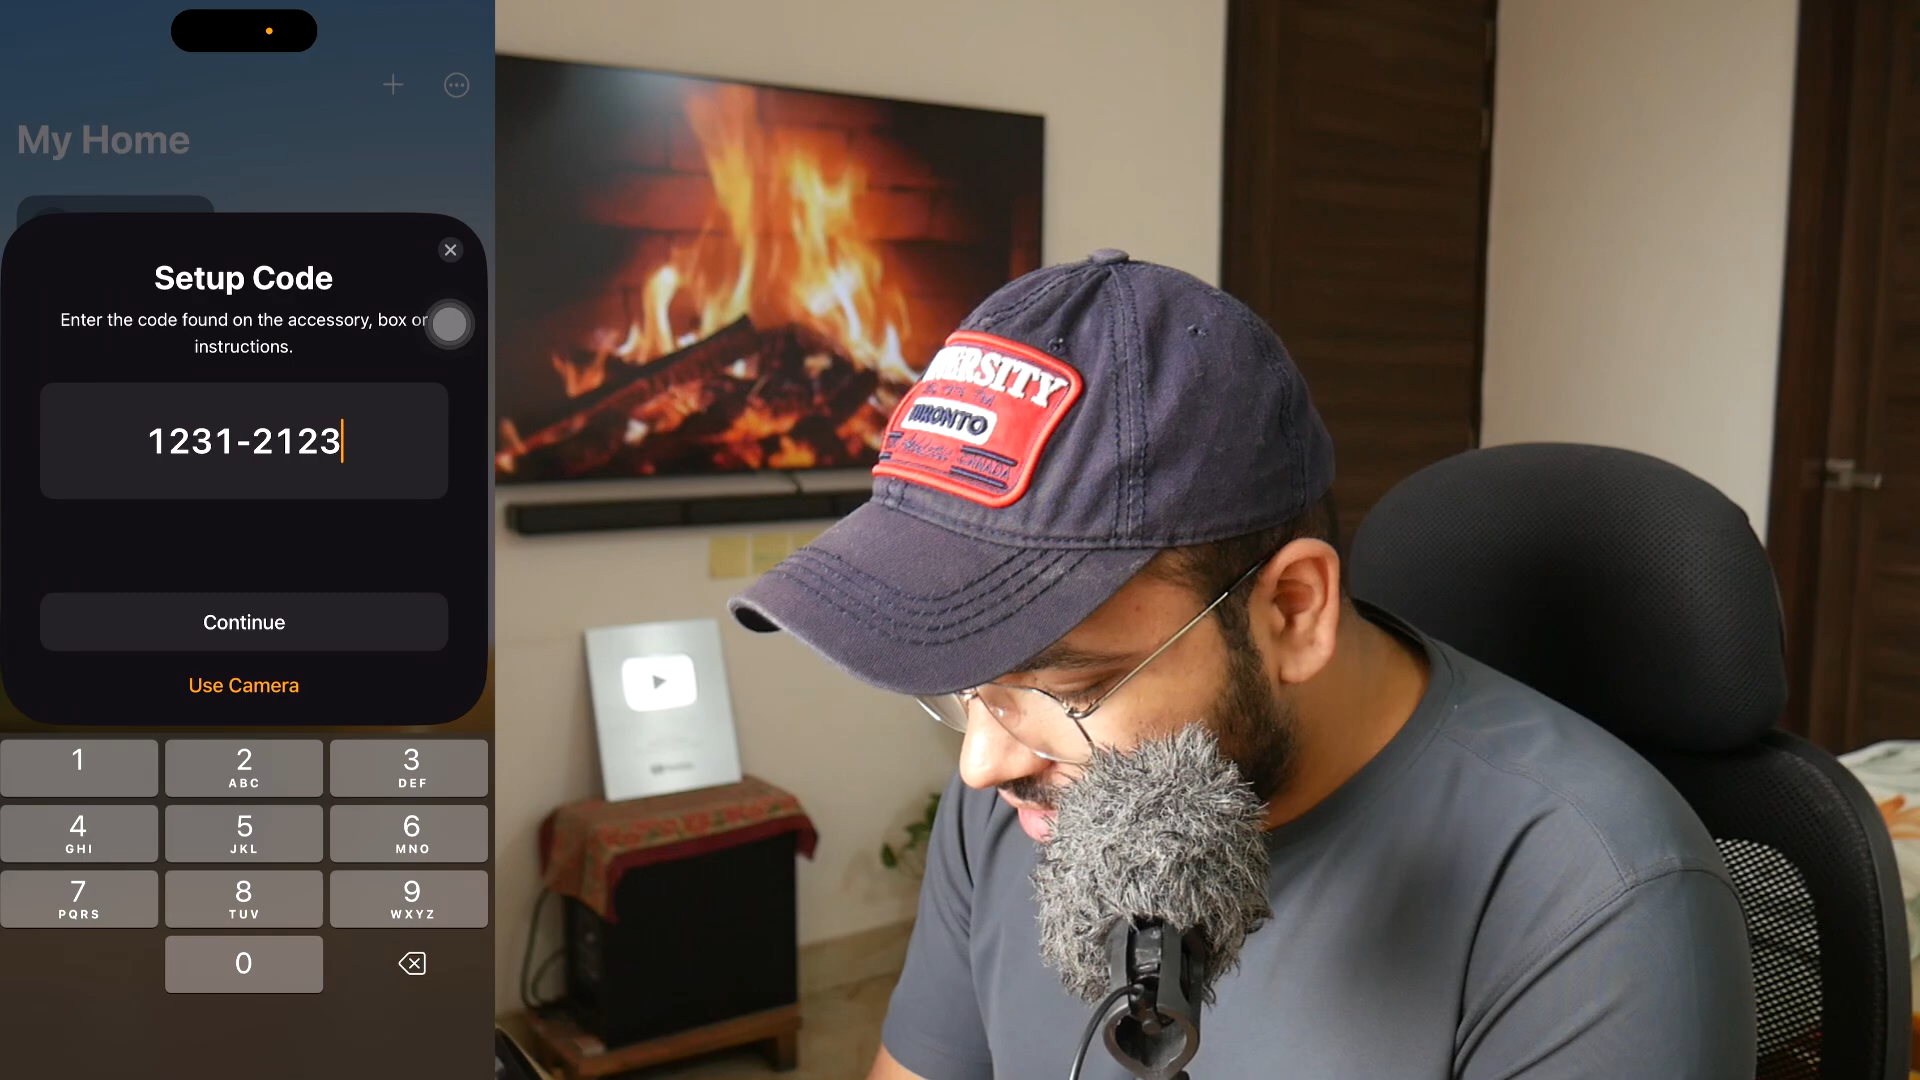 My Home
Setup Code
Enter the code found on the accessory, box or
instructions.
1231-2123
Continue
Use Camera
1
2
ABC
3
DEF
4
GHI
5
JKL
6
MNO
7
PQRS
8
TUV
9
WXYZ
0
VERSITY
TORONTO
CANADA